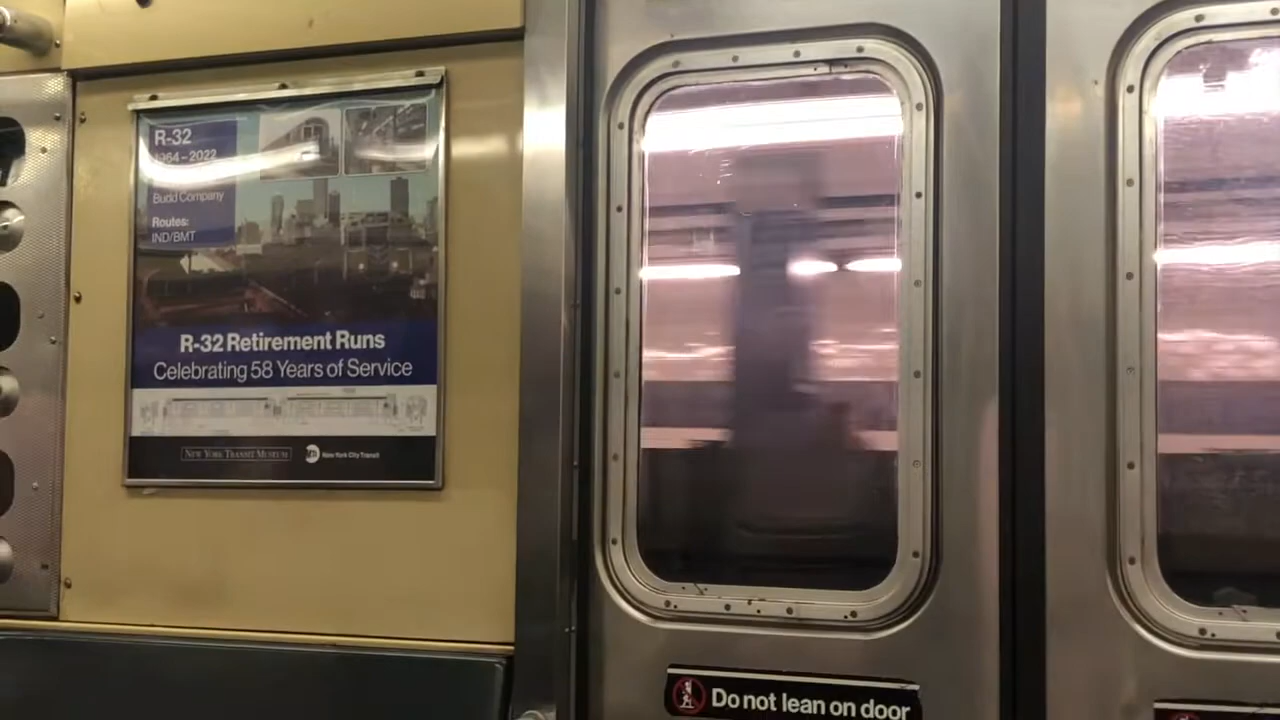 R-32
1964-2022
Budd Company
Routes:
IND/BMT
R-32 Retirement Runs
Celebrating 58 Years of Service
NEW YORK TRANSIT MUSEUM
New York City Transit
Do not lean on door